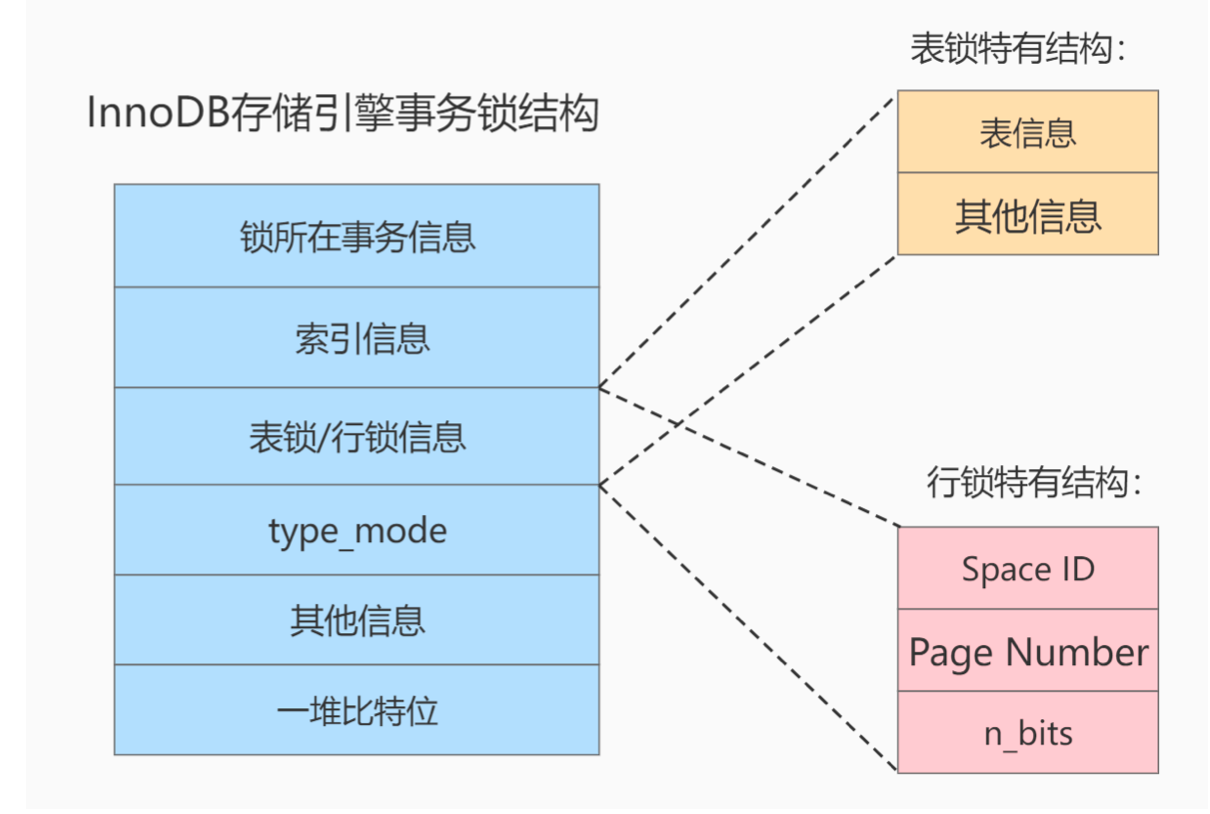 InnoDB存储引擎事务锁结构
锁所在事务信息
索引信息
表锁/行锁信息
type_mode
其他信息
一堆比特位
表锁特有结构：
表信息
其他信息
行锁特有结构：
Space ID
Page Number
n_bits